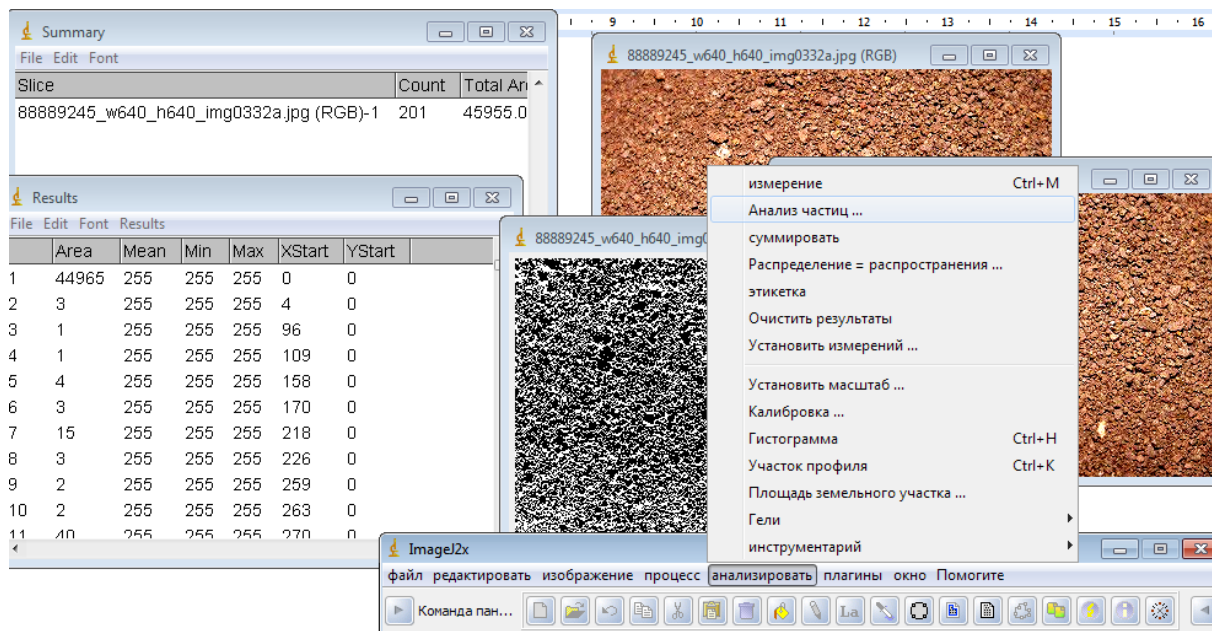 9 10 11 12 13 14 15 16
Summary
File Edit Font
Slice Count Total Ar
88889245_w640_h640_img0332a.jpg (RGB)-1 201 45955.0
88889245_w640_h640_img0332a.jpg (RGB)
Results
File Edit Font Results
Area Mean Min Max XStart YStart
1 44965 255 255 255 0 0
2 3 255 255 255 4 0
3 1 255 255 255 96 0
4 1 255 255 255 109 0
5 4 255 255 255 158 0
6 3 255 255 255 170 0
7 15 255 255 255 218 0
8 3 255 255 255 226 0
9 2 255 255 255 259 0
10 2 255 255 255 263 0
11 40 255 255 255 270 0
88889245_w640_h640_img0
измерение Ctrl+M
Анализ частиц ...
суммировать
Распределение = распространения ...
этикетка
Очистить результаты
Установить измерений ...
Установить масштаб ...
Калибровка ...
Гистограмма Ctrl+H
Участок профиля Ctrl+K
Площадь земельного участка ...
Гели
инструментарий
ImageJ2x
файл редактировать изображение процесс анализировать плагины окно Помогите
Команда пан... La